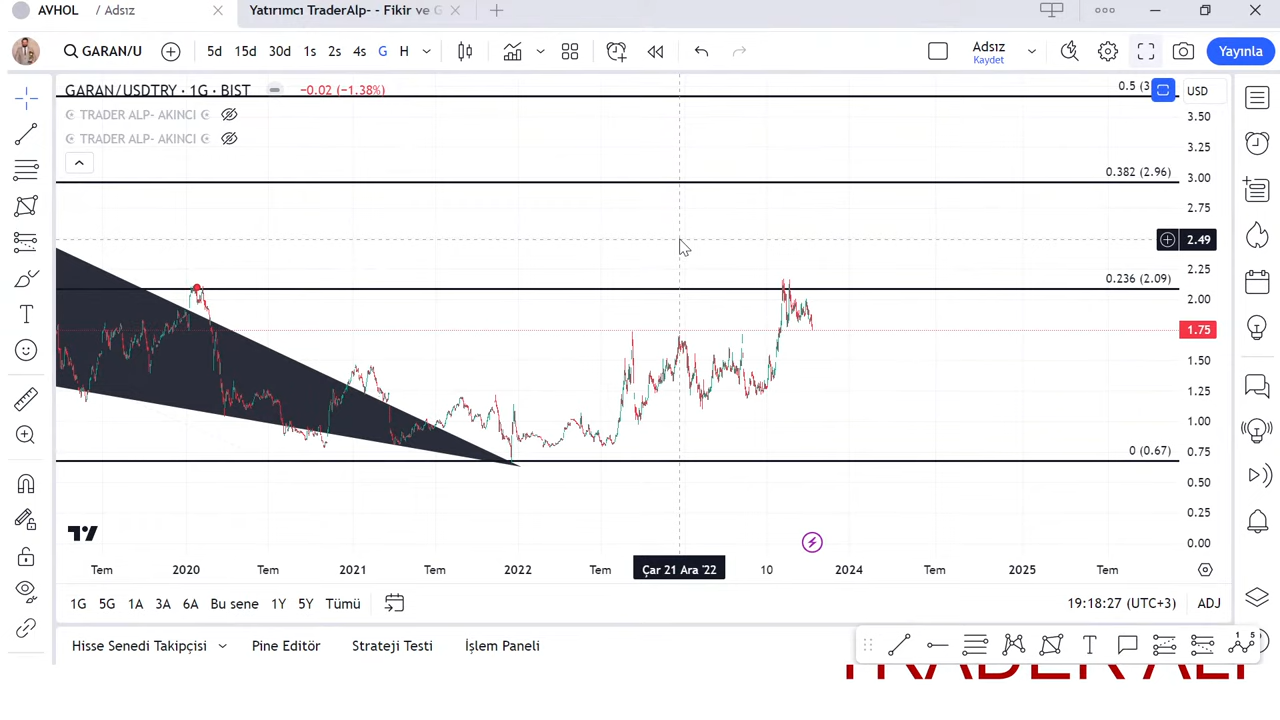 AVHOL / Adsız
Yatırımcı TraderAlp- - Fikir ve G
GARAN/U 5d 15d 30d 1s 2s 4s G H
Adsız
Kaydet
Yayınla
GARAN/USDTRY · 1G · BIST −0.02 (−1.38%)
TRADER ALP- AKINCI
TRADER ALP- AKINCI
USD
0.5 (3
3.50
3.25
0.382 (2.96)
3.00
2.75
2.49
0.236 (2.09)
2.25
2.00
1.75
1.50
1.25
1.00
0 (0.67)
0.75
0.50
0.25
0.00
Tem 2020 Tem 2021 Tem 2022 Tem Çar 21 Ara '22 10 2024 Tem 2025 Tem
1G 5G 1A 3A 6A Bu sene 1Y 5Y Tümü
19:18:27 (UTC+3) ADJ
Hisse Senedi Takipçisi Pine Editör Strateji Testi İşlem Paneli
TRADER ALP